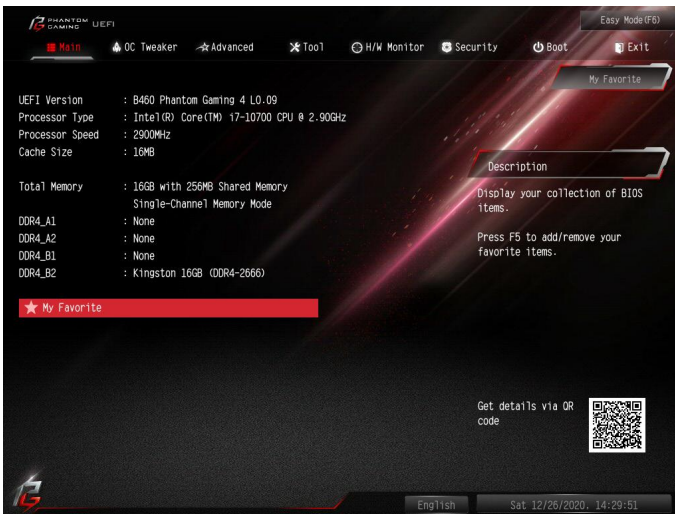 PHANTOM GAMING UEFI
Easy Mode(F6)
Main OC Tweaker Advanced Tool H/W Monitor Security Boot Exit
My Favorite
UEFI Version : B460 Phantom Gaming 4 L0.09
Processor Type : Intel(R) Core(TM) i7-10700 CPU @ 2.90GHz
Processor Speed : 2900MHz
Cache Size : 16MB
Total Memory : 16GB with 256MB Shared Memory
Single-Channel Memory Mode
DDR4_A1 : None
DDR4_A2 : None
DDR4_B1 : None
DDR4_B2 : Kingston 16GB (DDR4-2666)
My Favorite
Description
Display your collection of BIOS
items.
Press F5 to add/remove your
favorite items.
Get details via QR
code
English
Sat 12/26/2020. 14:29:51